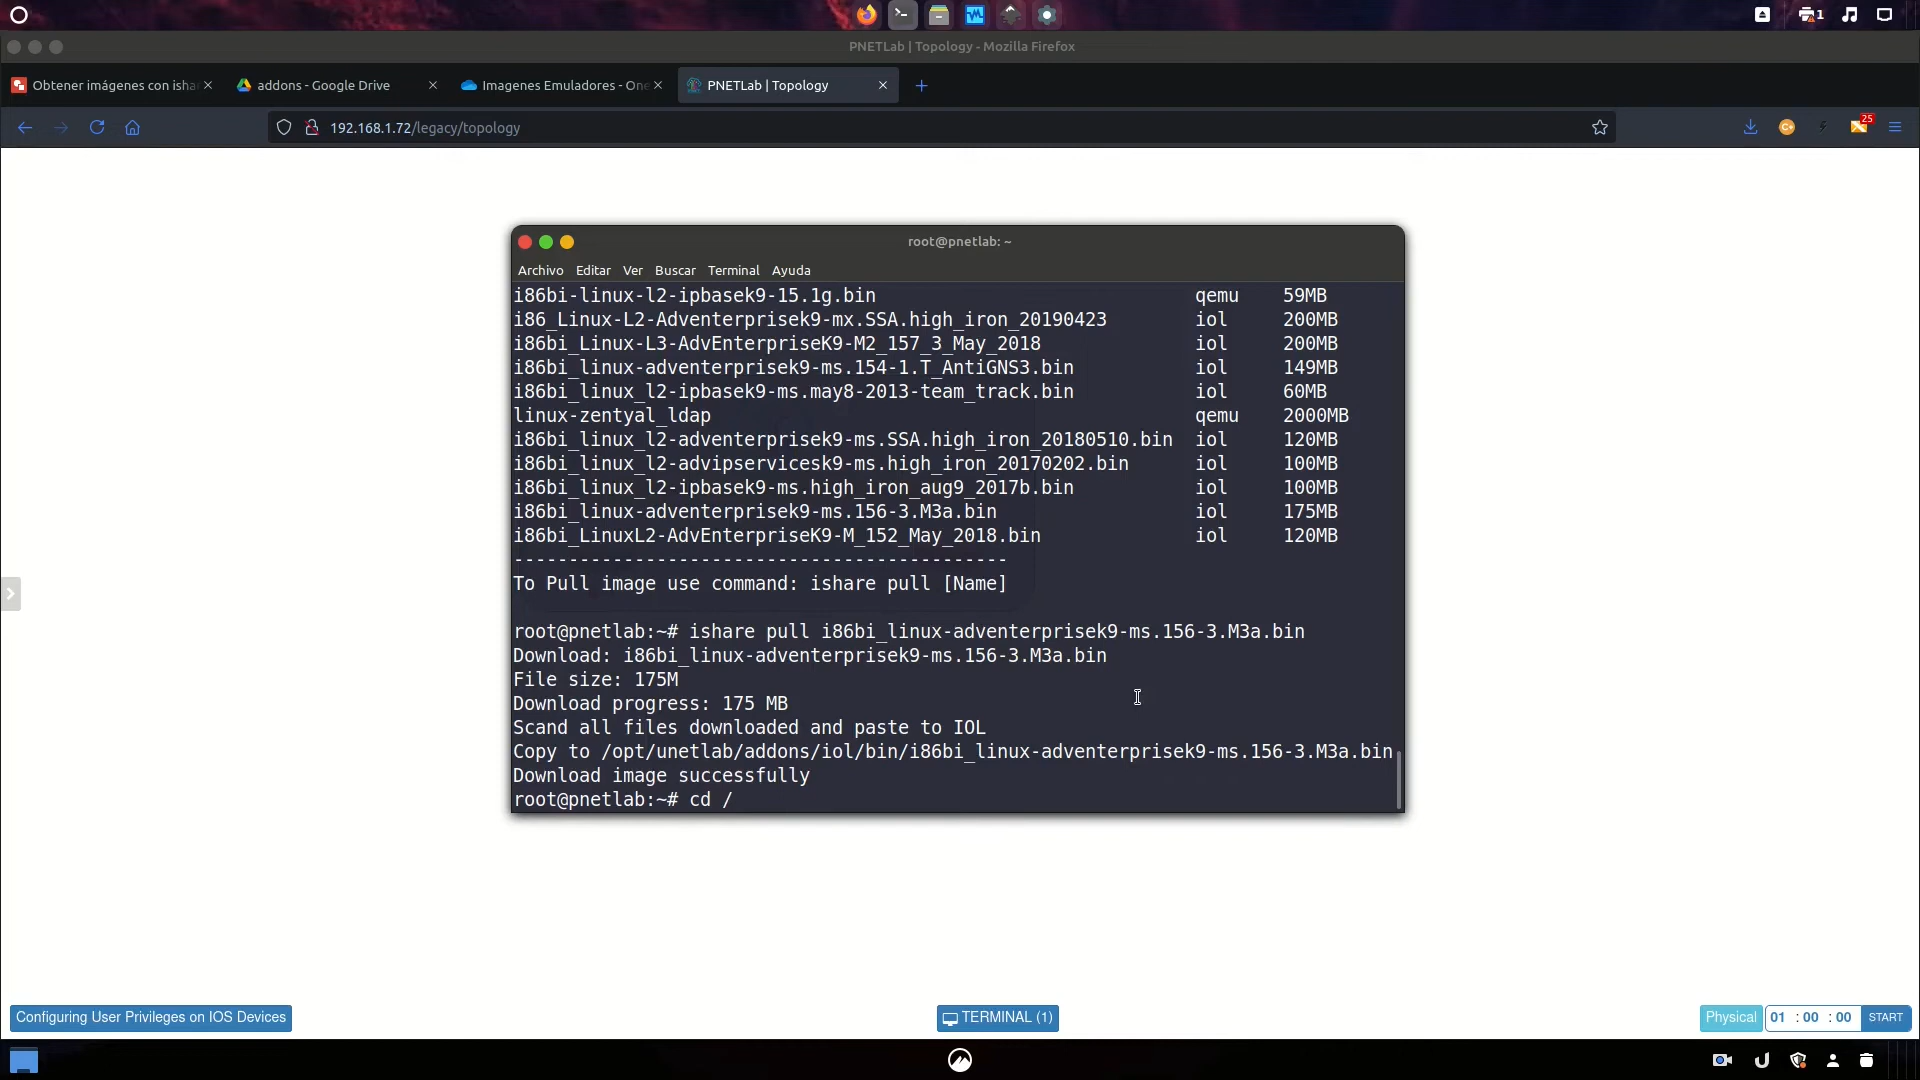 1
PNETLab | Topology - Mozilla Firefox
Obtener imágenes con isha
addons - Google Drive
Imagenes Emuladores - One
PNETLab | Topology
192.168.1.72/legacy/topology
25
root@pnetlab: ~
Archivo Editar Ver Buscar Terminal Ayuda
i86bi-linux-l2-ipbasek9-15.1g.bin qemu 59MB
i86_Linux-L2-Adventerprisek9-mx.SSA.high_iron_20190423 iol 200MB
i86bi_Linux-L3-AdvEnterpriseK9-M2_157_3_May_2018 iol 200MB
i86bi_linux-adventerprisek9-ms.154-1.T_AntiGNS3.bin iol 149MB
i86bi_linux_l2-ipbasek9-ms.may8-2013-team_track.bin iol 60MB
linux-zentyal_ldap qemu 2000MB
i86bi_linux_l2-adventerprisek9-ms.SSA.high_iron_20180510.bin iol 120MB
i86bi_linux_l2-advipservicesk9-ms.high_iron_20170202.bin iol 100MB
i86bi_linux_l2-ipbasek9-ms.high_iron_aug9_2017b.bin iol 100MB
i86bi_linux-adventerprisek9-ms.156-3.M3a.bin iol 175MB
i86bi_LinuxL2-AdvEnterpriseK9-M_152_May_2018.bin iol 120MB
---------------------------------------------
To Pull image use command: ishare pull [Name]
root@pnetlab:~# ishare pull i86bi_linux-adventerprisek9-ms.156-3.M3a.bin
Download: i86bi_linux-adventerprisek9-ms.156-3.M3a.bin
File size: 175M
Download progress: 175 MB
Scand all files downloaded and paste to IOL
Copy to /opt/unetlab/addons/iol/bin/i86bi_linux-adventerprisek9-ms.156-3.M3a.bin
Download image successfully
root@pnetlab:~# cd /
Configuring User Privileges on IOS Devices
TERMINAL (1)
Physical 01 : 00 : 00 START